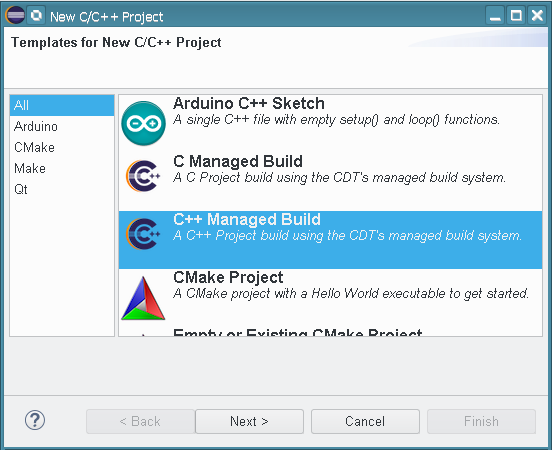 New C/C++ Project
Templates for New C/C++ Project
All
Arduino
CMake
Make
Qt
Arduino C++ Sketch
A single C++ file with empty setup() and loop() functions.
C Managed Build
A C Project build using the CDT's managed build system.
C++ Managed Build
A C++ Project build using the CDT's managed build system.
CMake Project
A CMake project with a Hello World executable to get started.
Empty or Existing CMake Project
? < Back Next > Cancel Finish